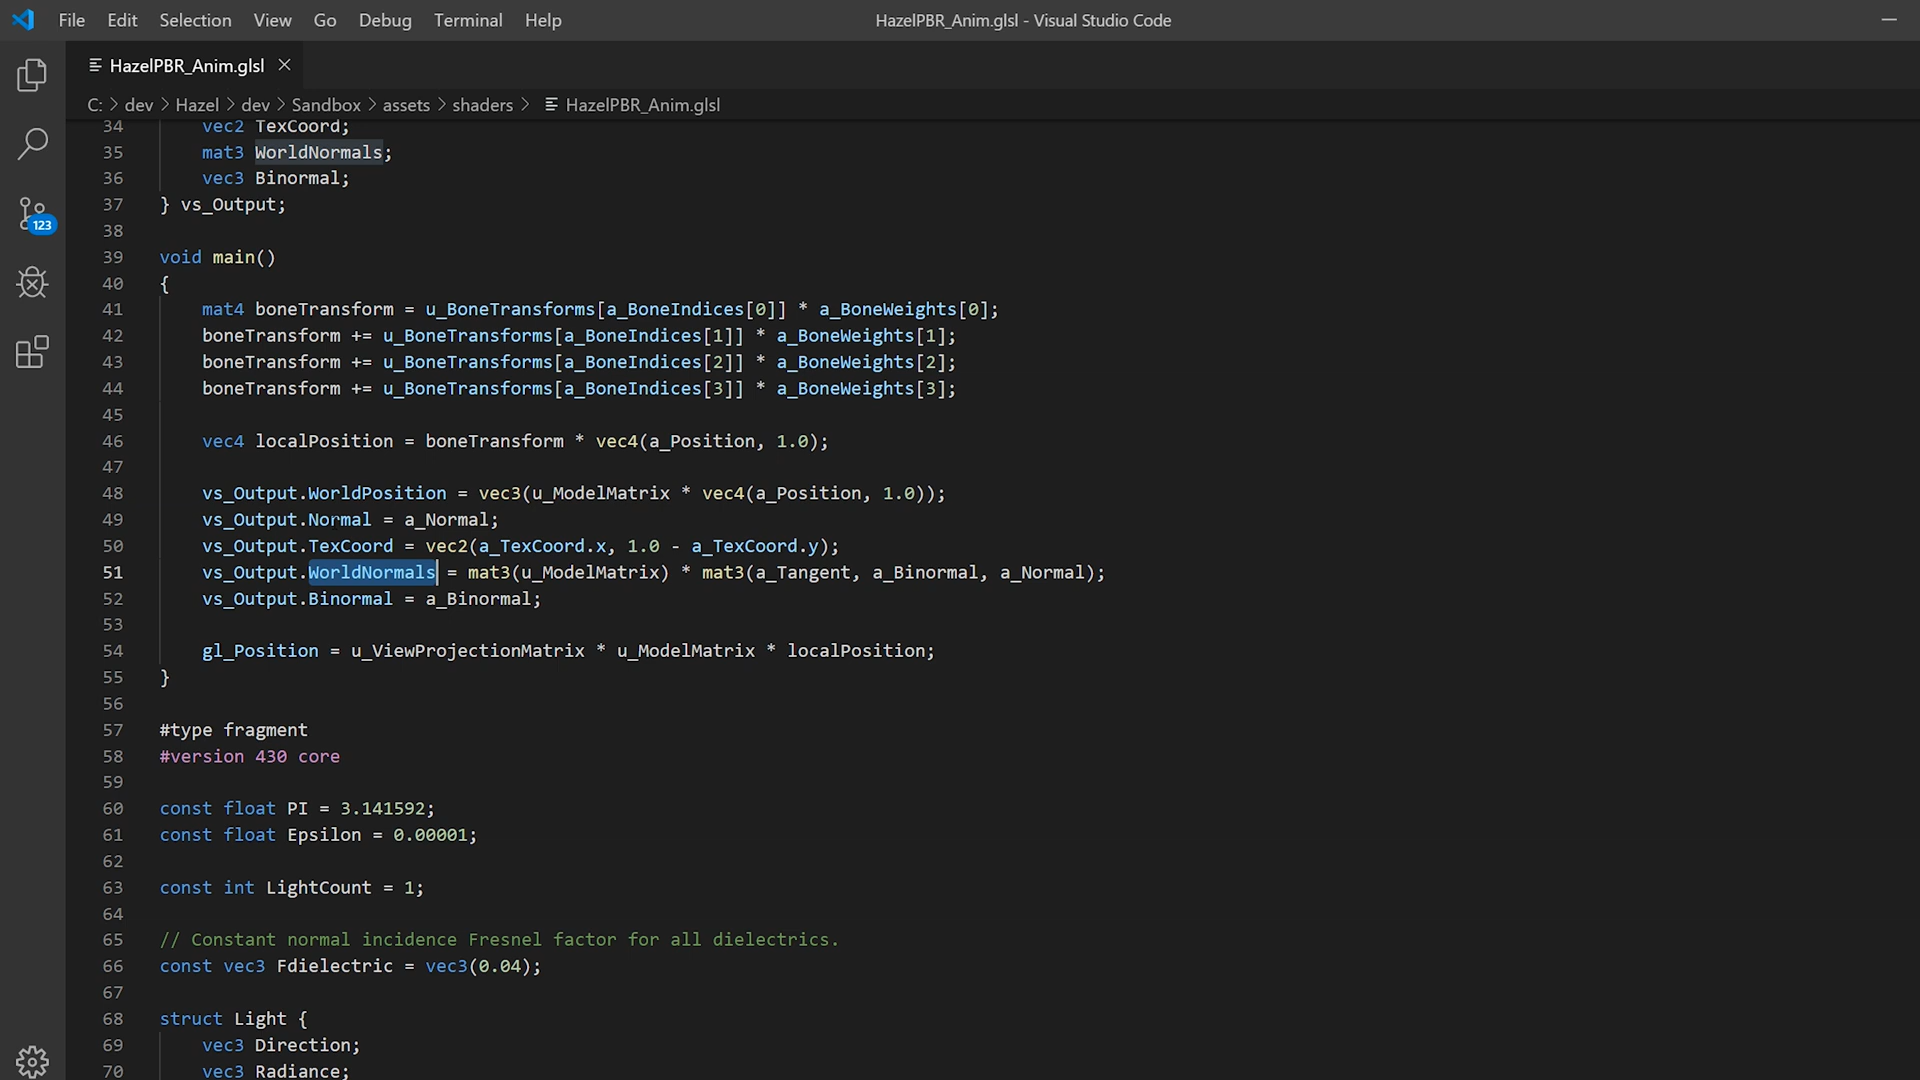 File Edit Selection View Go Debug Terminal Help HazelPBR_Anim.glsl - Visual Studio Code
HazelPBR_Anim.glsl
C: > dev > Hazel > dev > Sandbox > assets > shaders > HazelPBR_Anim.glsl
34 vec2 TexCoord;
35 mat3 WorldNormals;
36 vec3 Binormal;
37 } vs_Output;
38
39 void main()
40 {
41 mat4 boneTransform = u_BoneTransforms[a_BoneIndices[0]] * a_BoneWeights[0];
42 boneTransform += u_BoneTransforms[a_BoneIndices[1]] * a_BoneWeights[1];
43 boneTransform += u_BoneTransforms[a_BoneIndices[2]] * a_BoneWeights[2];
44 boneTransform += u_BoneTransforms[a_BoneIndices[3]] * a_BoneWeights[3];
45
46 vec4 localPosition = boneTransform * vec4(a_Position, 1.0);
47
48 vs_Output.WorldPosition = vec3(u_ModelMatrix * vec4(a_Position, 1.0));
49 vs_Output.Normal = a_Normal;
50 vs_Output.TexCoord = vec2(a_TexCoord.x, 1.0 - a_TexCoord.y);
51 vs_Output.WorldNormals = mat3(u_ModelMatrix) * mat3(a_Tangent, a_Binormal, a_Normal);
52 vs_Output.Binormal = a_Binormal;
53
54 gl_Position = u_ViewProjectionMatrix * u_ModelMatrix * localPosition;
55 }
56
57 #type fragment
58 #version 430 core
59
60 const float PI = 3.141592;
61 const float Epsilon = 0.00001;
62
63 const int LightCount = 1;
64
65 // Constant normal incidence Fresnel factor for all dielectrics.
66 const vec3 Fdielectric = vec3(0.04);
67
68 struct Light {
69 vec3 Direction;
70 vec3 Radiance;
123